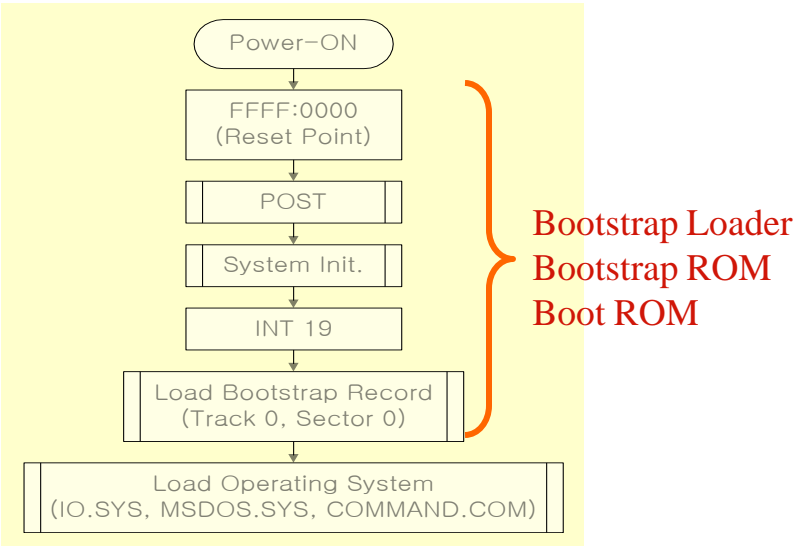 Power-ON
FFFF:0000
(Reset Point)
POST
System Init.
INT 19
Load Bootstrap Record
(Track 0, Sector 0)
Load Operating System
(IO.SYS, MSDOS.SYS, COMMAND.COM)
Bootstrap Loader
Bootstrap ROM
Boot ROM